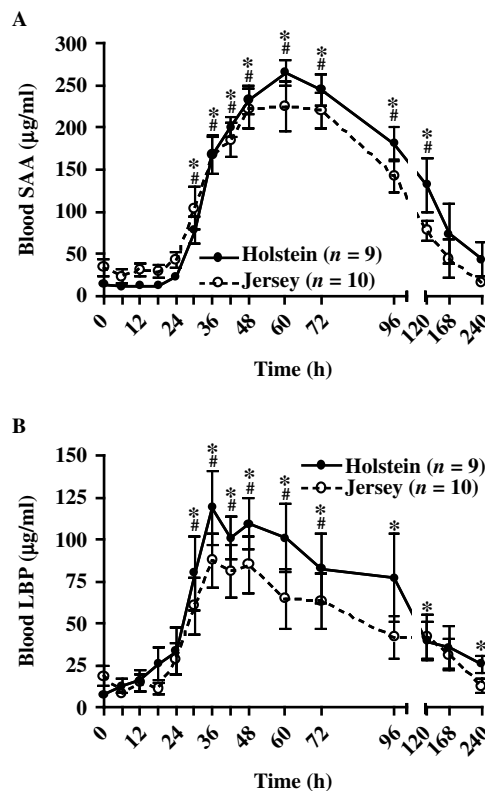 A
300
250
200
150
100
50
0
Blood SAA (µg/ml)
* * * * * * * *
# # # # # # # #
Holstein (n = 9)
Jersey (n = 10)
0 12 24 36 48 60 72 96 120 168 240
Time (h)
B
150
125
100
75
50
25
0
Blood LBP (µg/ml)
* * * * * * * * *
# # # # # #
Holstein (n = 9)
Jersey (n = 10)
0 12 24 36 48 60 72 96 120 168 240
Time (h)